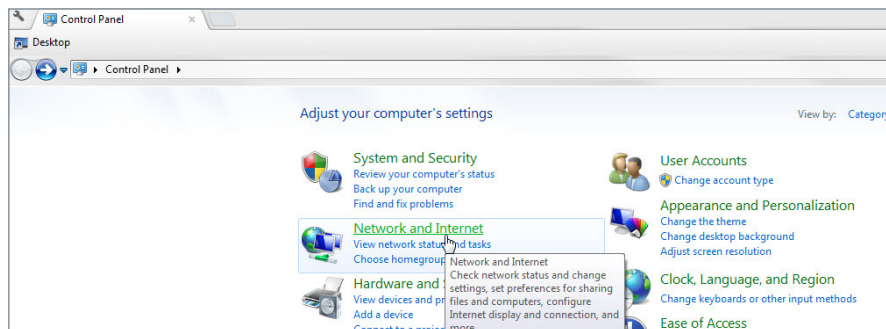 Control Panel
Desktop
Control Panel
Adjust your computer's settings
View by: Category
System and Security
Review your computer's status
Back up your computer
Find and fix problems
Network and Internet
View network status and tasks
Choose homegroup
Hardware and S
View devices and pr
Add a device
Connect to a projec
Network and Internet
Check network status and change
settings, set preferences for sharing
files and computers, configure
Internet display and connection, and
more.
User Accounts
Change account type
Appearance and Personalization
Change the theme
Change desktop background
Adjust screen resolution
Clock, Language, and Region
Change keyboards or other input methods
Ease of Access